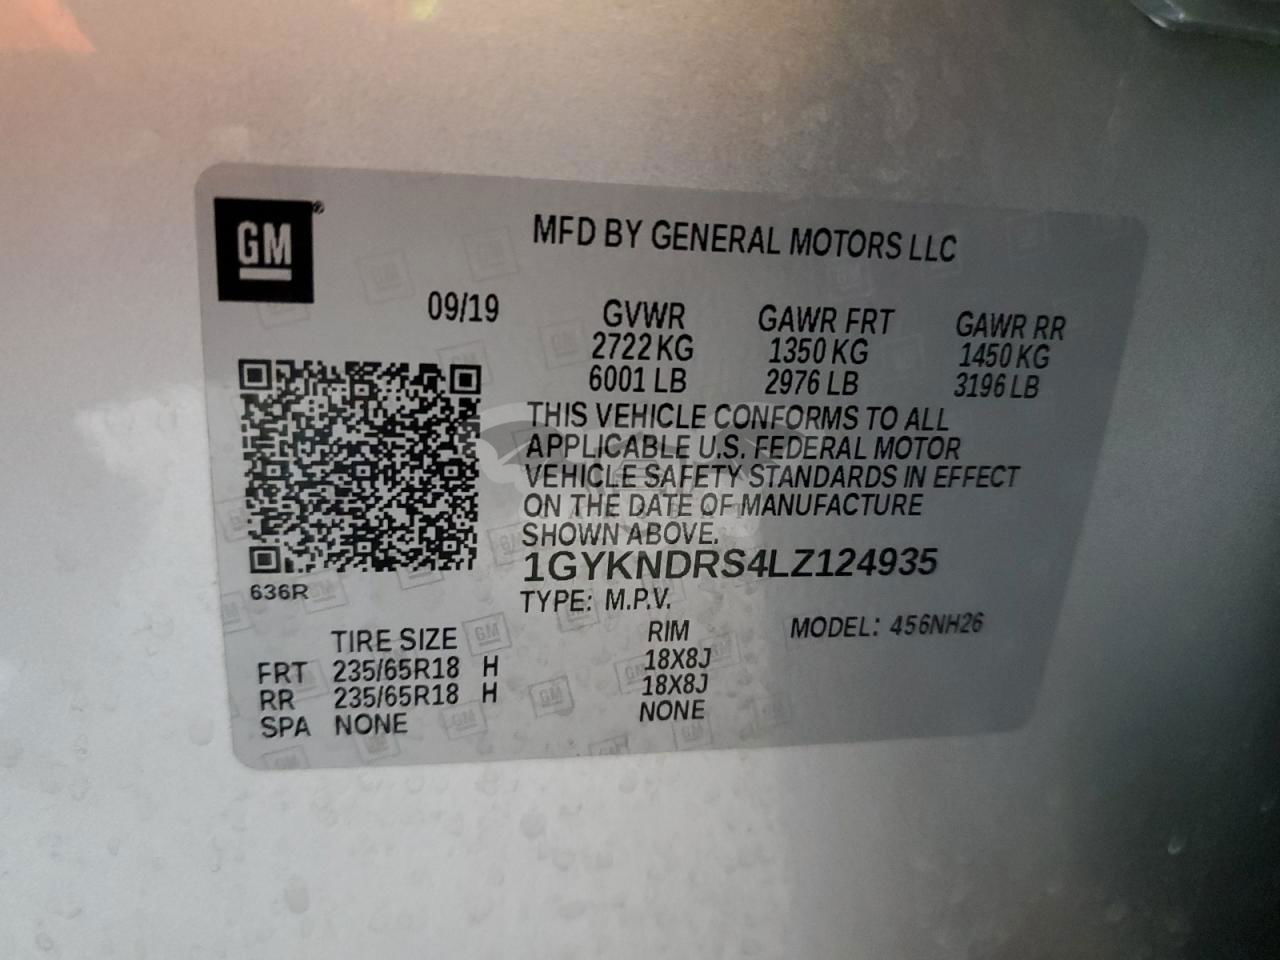 GM®
MFD BY GENERAL MOTORS LLC
09/19 GVWR GAWR FRT GAWR RR
2722 KG 1350 KG 1450 KG
6001 LB 2976 LB 3196 LB
THIS VEHICLE CONFORMS TO ALL
APPLICABLE U.S. FEDERAL MOTOR
VEHICLE SAFETY STANDARDS IN EFFECT
ON THE DATE OF MANUFACTURE
SHOWN ABOVE.
1GYKNDRS4LZ124935
636R
TYPE: M.P.V.
MODEL: 456NH26
TIRE SIZE RIM
FRT 235/65R18 H 18X8J
RR 235/65R18 H 18X8J
SPA NONE NONE